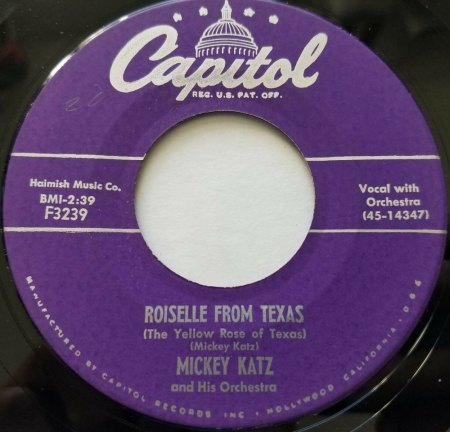 Capitol
REG. U.S. PAT. OFF.
Haimish Music Co.
BMI-2:39
F3239
Vocal with
Orchestra
(45-14347)
ROISELLE FROM TEXAS
(The Yellow Rose of Texas)
(Mickey Katz)
MICKEY KATZ
and His Orchestra
MANUFACTURED BY CAPITOL RECORDS INC • HOLLYWOOD CALIFORNIA •